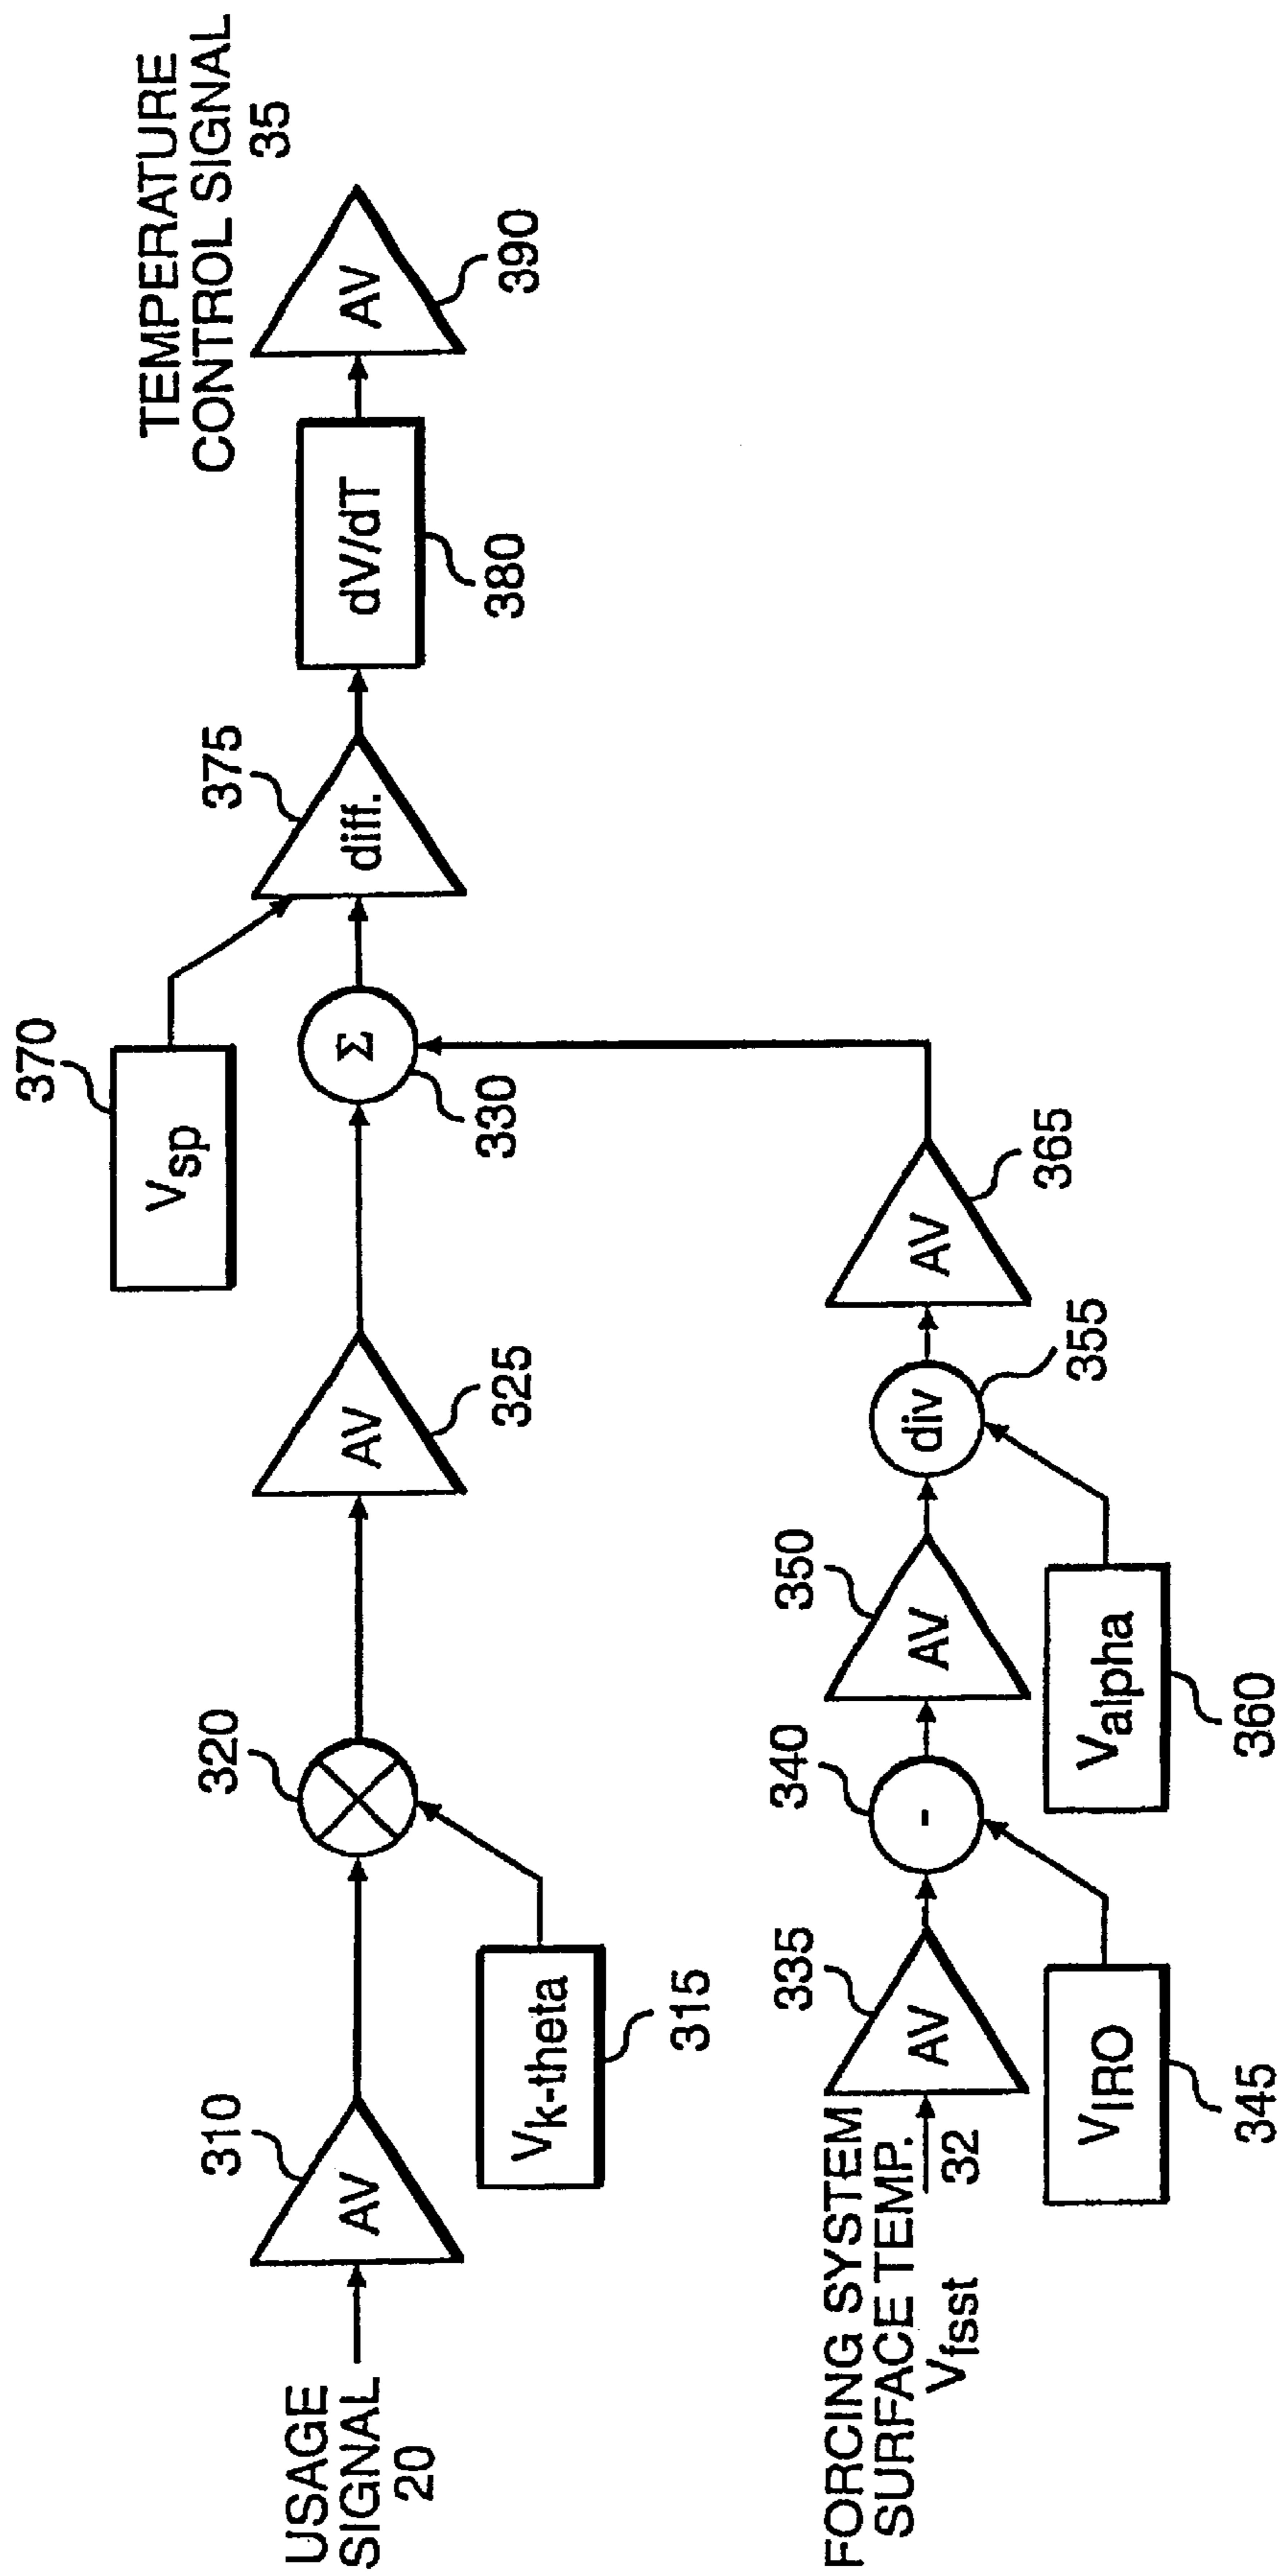 TEMPERATURE
CONTROL SIGNAL
35
370
Vsp
375
diff.
dV/dT
380
AV
390
USAGE
SIGNAL
20
310
AV
320
Vk-theta
315
AV
325
Σ
330
FORCING SYSTEM
SURFACE TEMP.
Vfsst
32
335
AV
340
-
VIRO
345
350
AV
div
355
Valpha
360
AV
365